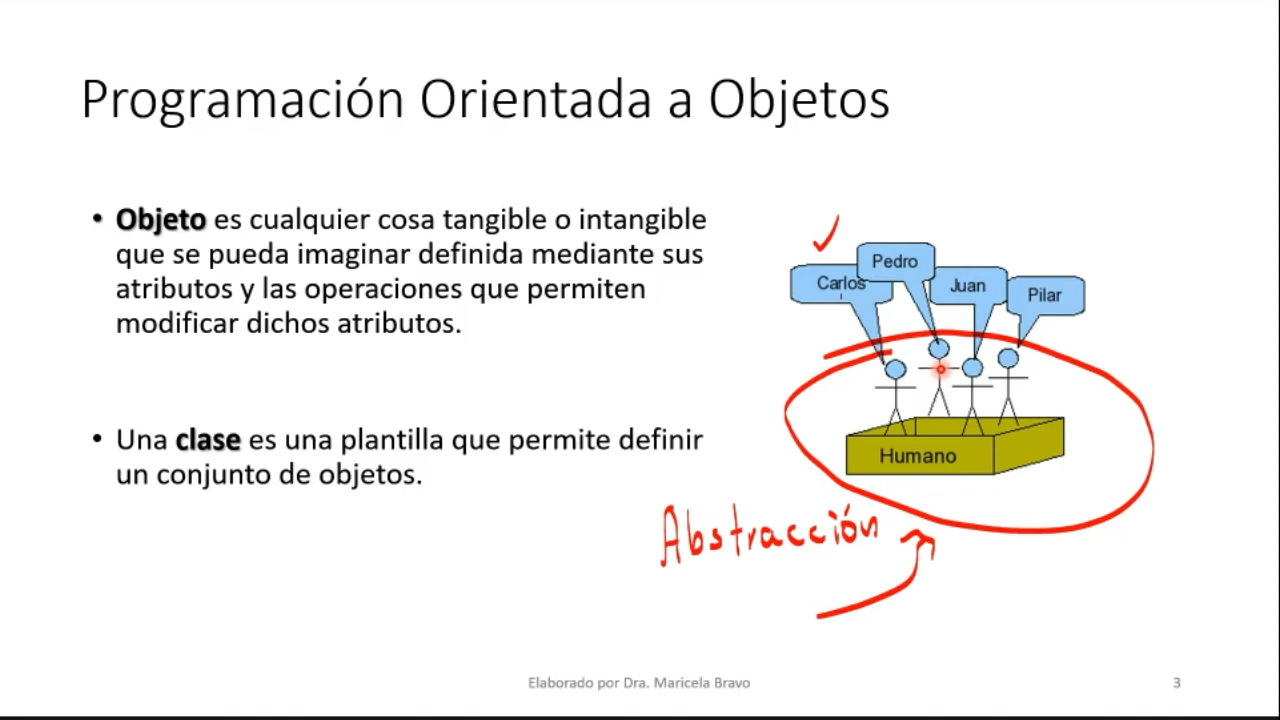 Programación Orientada a Objetos
• Objeto es cualquier cosa tangible o intangible
que se pueda imaginar definida mediante sus
atributos y las operaciones que permiten
modificar dichos atributos.
• Una clase es una plantilla que permite definir
un conjunto de objetos.
Pedro
Carlos
Juan
Pilar
Humano
Abstracción
Elaborado por Dra. Maricela Bravo
3